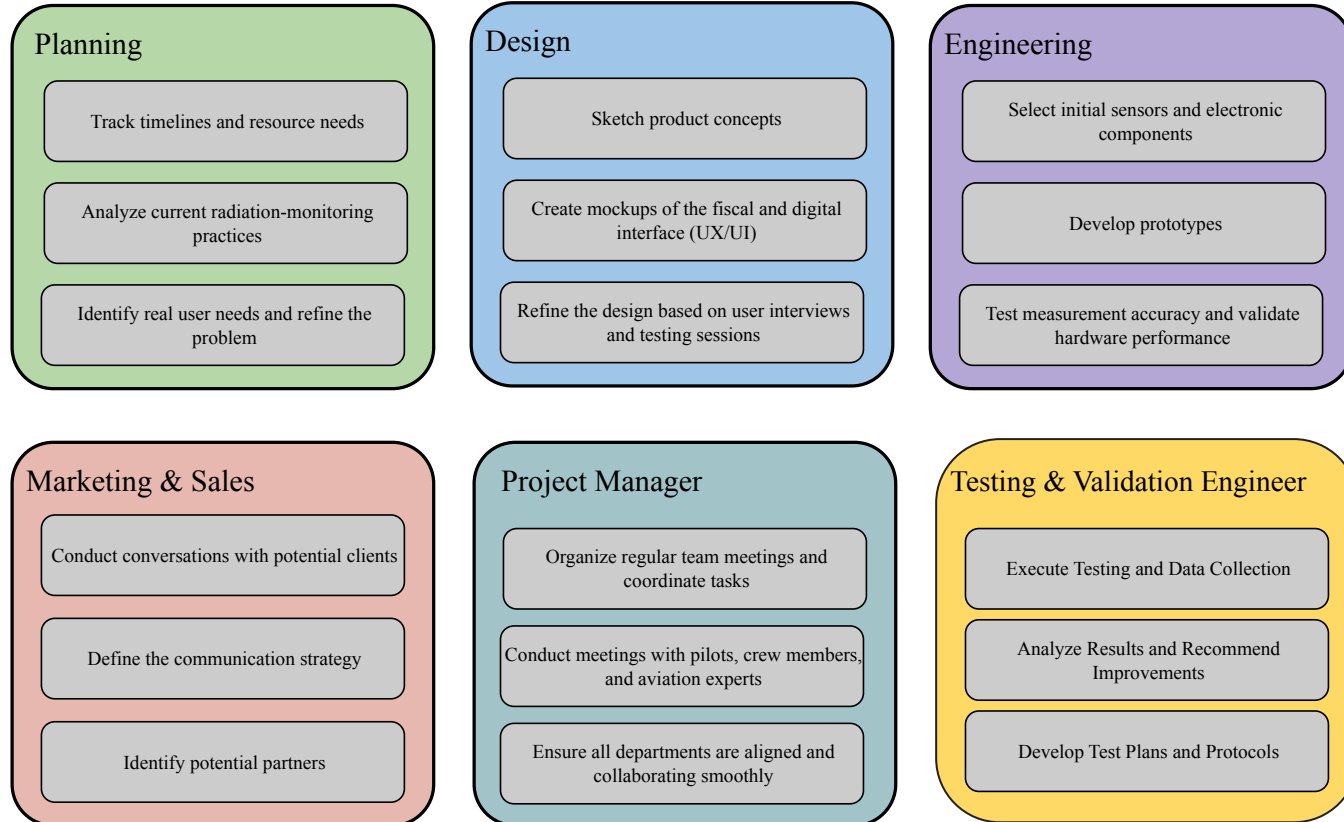 Planning
Track timelines and resource needs
Analyze current radiation-monitoring
practices
Identify real user needs and refine the
problem
Design
Sketch product concepts
Create mockups of the fiscal and digital
interface (UX/UI)
Refine the design based on user interviews
and testing sessions
Engineering
Select initial sensors and electronic
components
Develop prototypes
Test measurement accuracy and validate
hardware performance
Marketing & Sales
Conduct conversations with potential clients
Define the communication strategy
Identify potential partners
Project Manager
Organize regular team meetings and
coordinate tasks
Conduct meetings with pilots, crew members,
and aviation experts
Ensure all departments are aligned and
collaborating smoothly
Testing & Validation Engineer
Execute Testing and Data Collection
Analyze Results and Recommend
Improvements
Develop Test Plans and Protocols